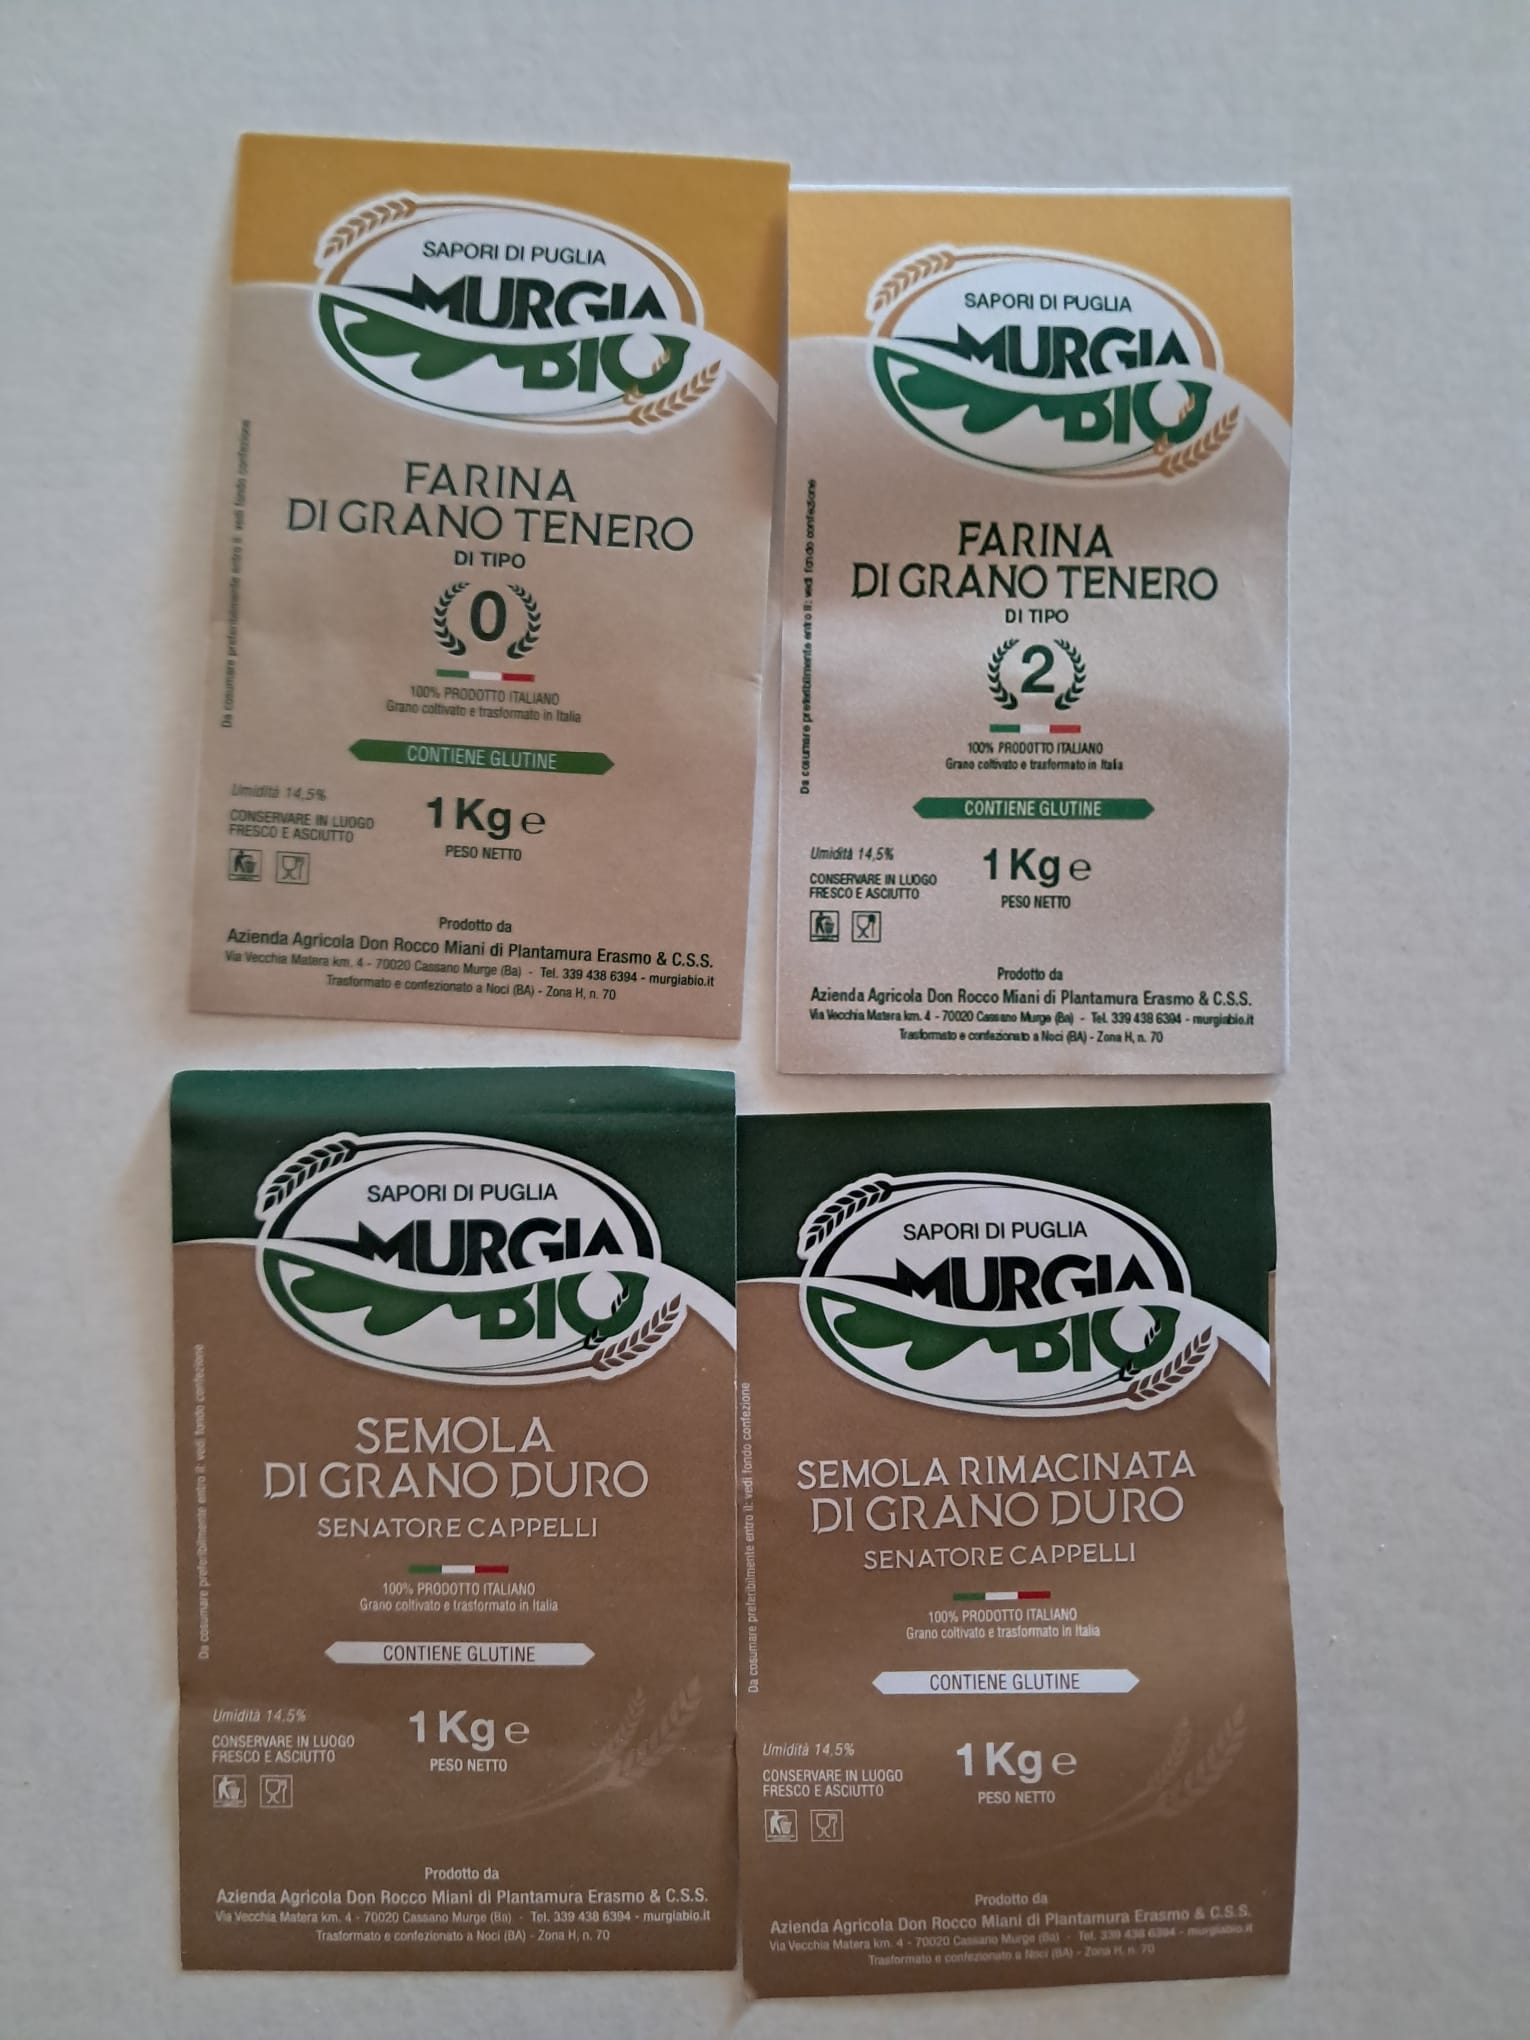 SAPORI DI PUGLIA
MURGIA
BIO
FARINA
DI GRANO TENERO
DI TIPO
0
100% PRODOTTO ITALIANO
Grano coltivato e trasformato in Italia
CONTIENE GLUTINE
Da cosumare preferibilmente entro il: vedi fondo confezione
Umidità 14,5%
CONSERVARE IN LUOGO
FRESCO E ASCIUTTO
1 Kg e
PESO NETTO
Prodotto da
Azienda Agricola Don Rocco Miani di Plantamura Erasmo & C.S.S.
Via Vecchia Matera km. 4 - 70020 Cassano Murge (Ba) - Tel. 339 438 6394 - murgiabio.it
Trasformato e confezionato a Noci (BA) - Zona H, n. 70
SAPORI DI PUGLIA
MURGIA
BIO
FARINA
DI GRANO TENERO
DI TIPO
2
100% PRODOTTO ITALIANO
Grano coltivato e trasformato in Italia
CONTIENE GLUTINE
Da cosumare preferibilmente entro il: vedi fondo confezione
Umidità 14,5%
CONSERVARE IN LUOGO
FRESCO E ASCIUTTO
1 Kg e
PESO NETTO
Prodotto da
Azienda Agricola Don Rocco Miani di Plantamura Erasmo & C.S.S.
Via Vecchia Matera km. 4 - 70020 Cassano Murge (Ba) - Tel. 339 438 6394 - murgiabio.it
Trasformato e confezionato a Noci (BA) - Zona H, n. 70
SAPORI DI PUGLIA
MURGIA
BIO
SEMOLA
DI GRANO DURO
SENATORE CAPPELLI
100% PRODOTTO ITALIANO
Grano coltivato e trasformato in Italia
CONTIENE GLUTINE
Da cosumare preferibilmente entro il: vedi fondo confezione
Umidità 14,5%
CONSERVARE IN LUOGO
FRESCO E ASCIUTTO
1 Kg e
PESO NETTO
Prodotto da
Azienda Agricola Don Rocco Miani di Plantamura Erasmo & C.S.S.
Via Vecchia Matera km. 4 - 70020 Cassano Murge (Ba) - Tel. 339 438 6394 - murgiabio.it
Trasformato e confezionato a Noci (BA) - Zona H, n. 70
SAPORI DI PUGLIA
MURGIA
BIO
SEMOLA RIMACINATA
DI GRANO DURO
SENATORE CAPPELLI
100% PRODOTTO ITALIANO
Grano coltivato e trasformato in Italia
CONTIENE GLUTINE
Da cosumare preferibilmente entro il: vedi fondo confezione
Umidità 14,5%
CONSERVARE IN LUOGO
FRESCO E ASCIUTTO
1 Kg e
PESO NETTO
Prodotto da
Azienda Agricola Don Rocco Miani di Plantamura Erasmo & C.S.S.
Via Vecchia Matera km. 4 - 70020 Cassano Murge (Ba) - Tel. 339 438 6394 - murgiabio.it
Trasformato e confezionato a Noci (BA) - Zona H, n. 70